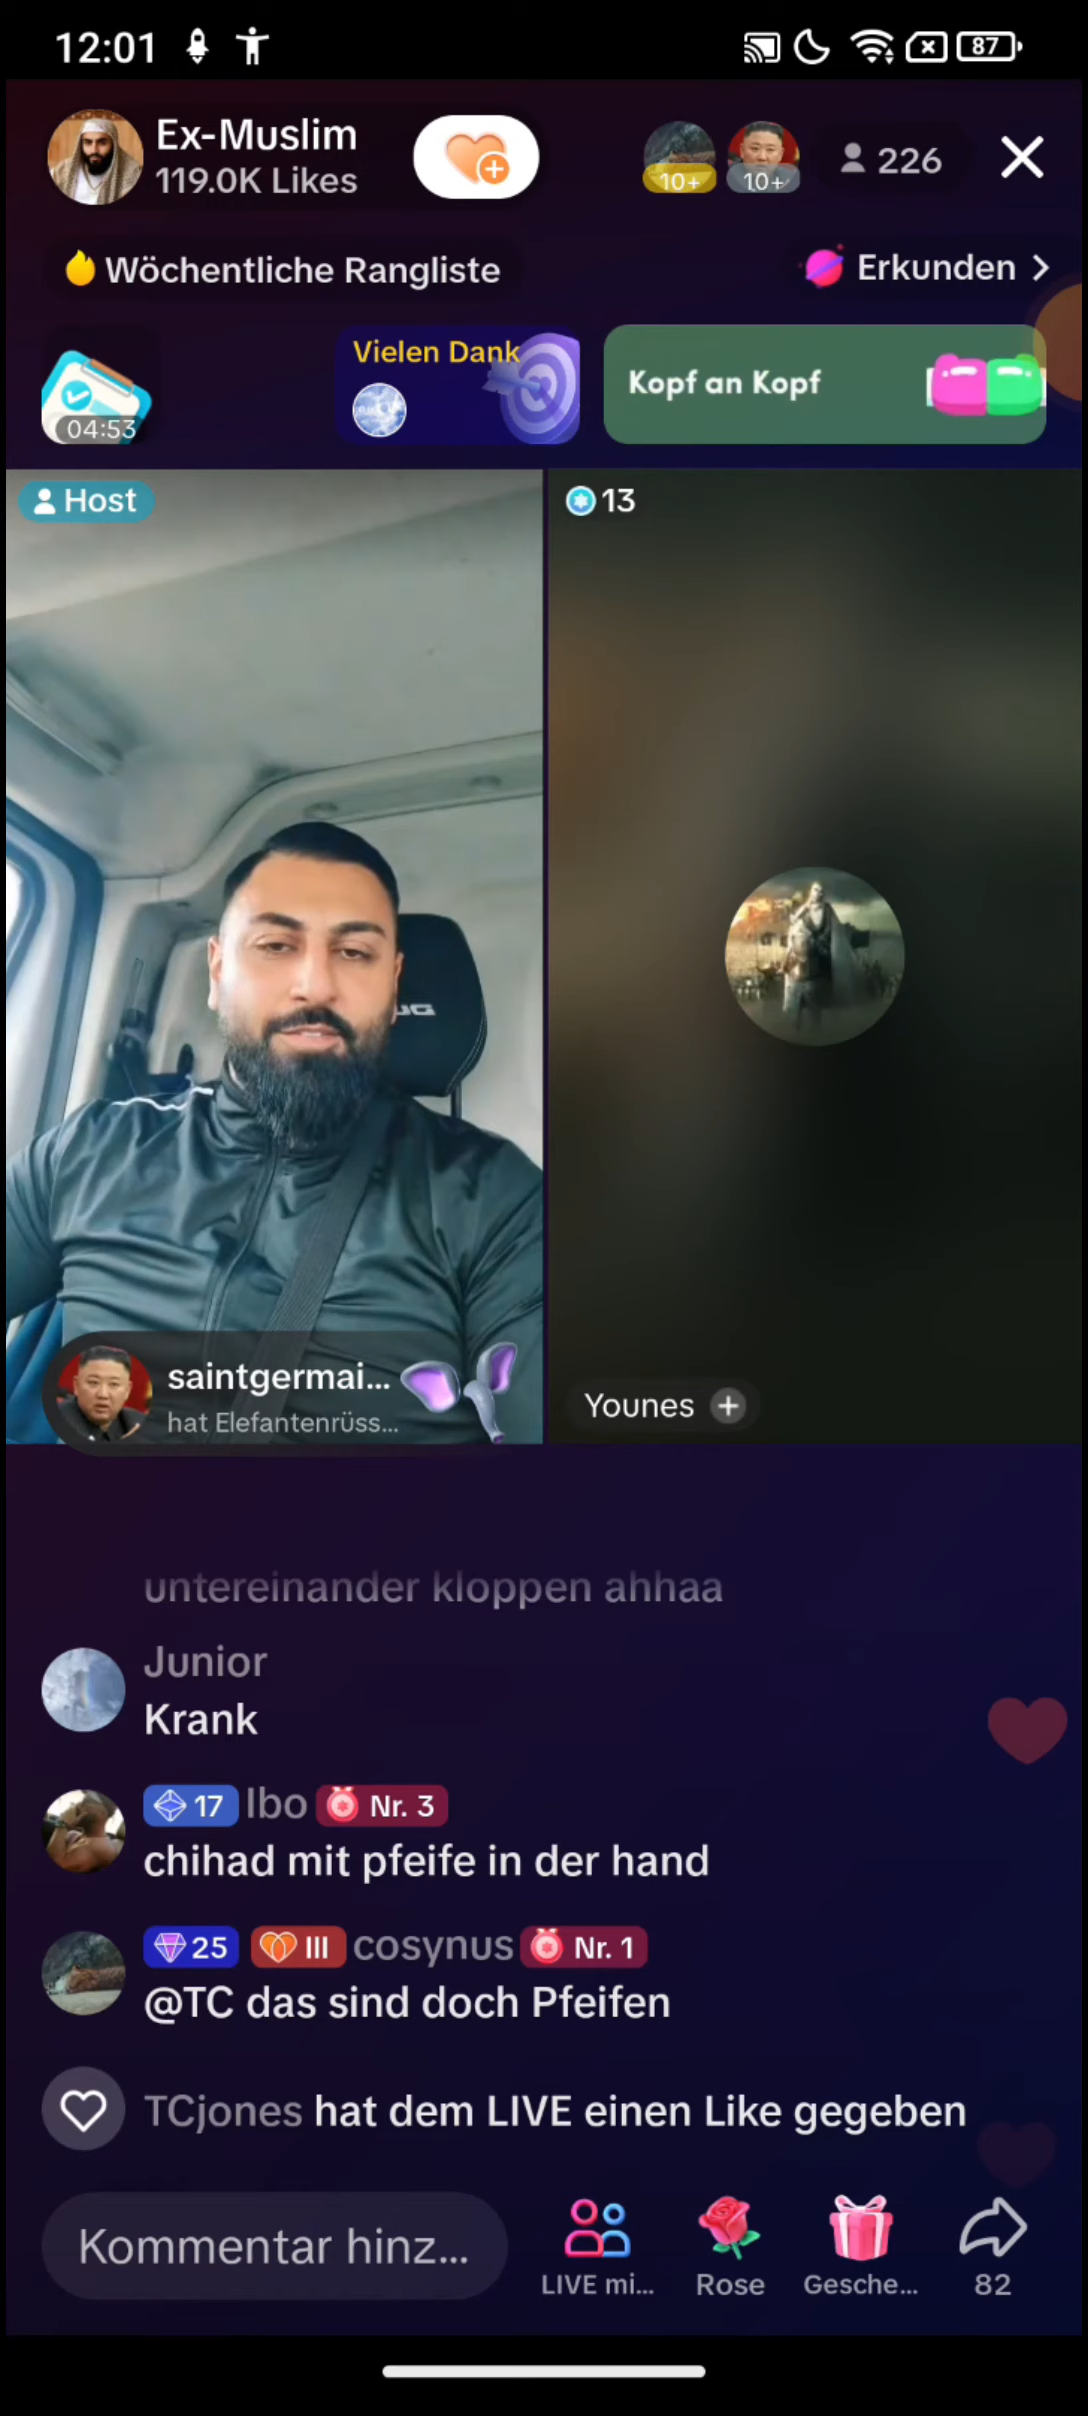 12:01
87
Ex-Muslim
119.0K Likes
10+
10+
226
Wöchentliche Rangliste
Erkunden
04:53
Vielen Dank
Kopf an Kopf
Host
13
saintgermai...
hat Elefantenrüss...
Younes
untereinander kloppen ahhaa
Junior
Krank
17 Ibo Nr. 3
chihad mit pfeife in der hand
25 III cosynus Nr. 1
@TC das sind doch Pfeifen
TCjones hat dem LIVE einen Like gegeben
Kommentar hinz...
LIVE mi...
Rose
Gesche...
82